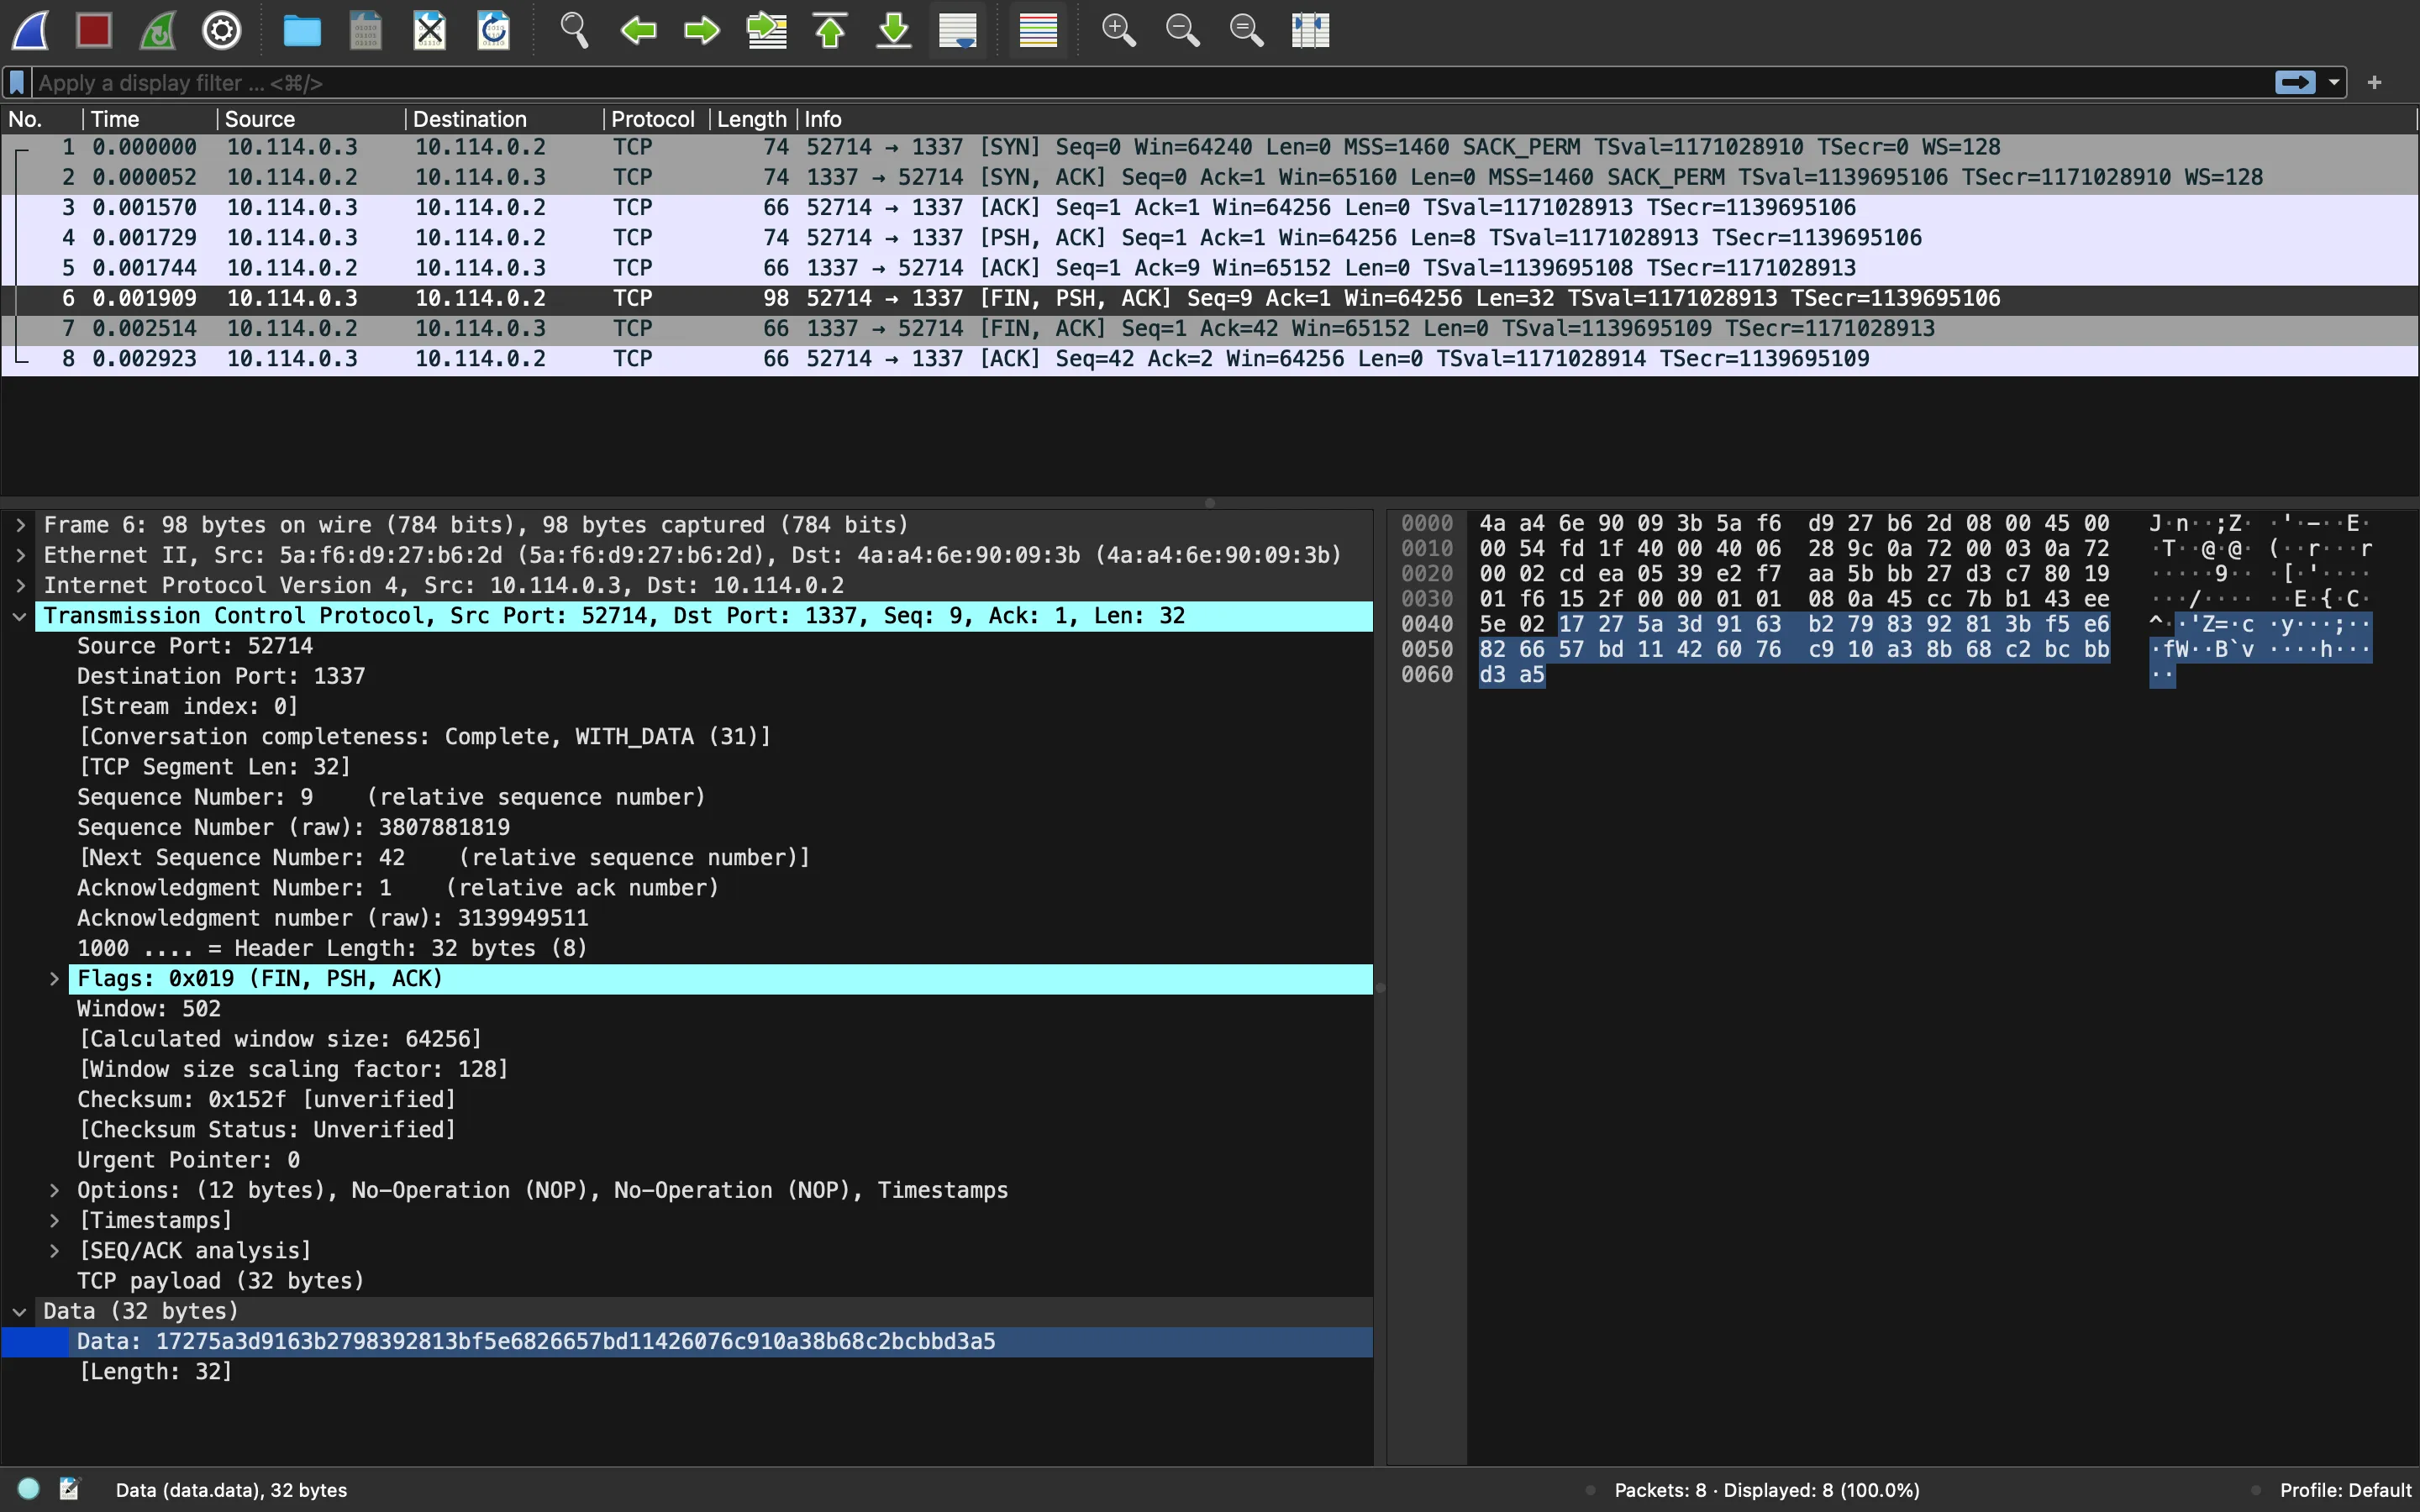 Apply a display filter ... <⌘/>
No. Time Source Destination Protocol Length Info
1 0.000000 10.114.0.3 10.114.0.2 TCP 74 52714 → 1337 [SYN] Seq=0 Win=64240 Len=0 MSS=1460 SACK_PERM TSval=1171028910 TSecr=0 WS=128
2 0.000052 10.114.0.2 10.114.0.3 TCP 74 1337 → 52714 [SYN, ACK] Seq=0 Ack=1 Win=65160 Len=0 MSS=1460 SACK_PERM TSval=1139695106 TSecr=1171028910 WS=128
3 0.001570 10.114.0.3 10.114.0.2 TCP 66 52714 → 1337 [ACK] Seq=1 Ack=1 Win=64256 Len=0 TSval=1171028913 TSecr=1139695106
4 0.001729 10.114.0.3 10.114.0.2 TCP 74 52714 → 1337 [PSH, ACK] Seq=1 Ack=1 Win=64256 Len=8 TSval=1171028913 TSecr=1139695106
5 0.001744 10.114.0.2 10.114.0.3 TCP 66 1337 → 52714 [ACK] Seq=1 Ack=9 Win=65152 Len=0 TSval=1139695108 TSecr=1171028913
6 0.001909 10.114.0.3 10.114.0.2 TCP 98 52714 → 1337 [FIN, PSH, ACK] Seq=9 Ack=1 Win=64256 Len=32 TSval=1171028913 TSecr=1139695106
7 0.002514 10.114.0.2 10.114.0.3 TCP 66 1337 → 52714 [FIN, ACK] Seq=1 Ack=42 Win=65152 Len=0 TSval=1139695109 TSecr=1171028913
8 0.002923 10.114.0.3 10.114.0.2 TCP 66 52714 → 1337 [ACK] Seq=42 Ack=2 Win=64256 Len=0 TSval=1171028914 TSecr=1139695109
Frame 6: 98 bytes on wire (784 bits), 98 bytes captured (784 bits)
Ethernet II, Src: 5a:f6:d9:27:b6:2d (5a:f6:d9:27:b6:2d), Dst: 4a:a4:6e:90:09:3b (4a:a4:6e:90:09:3b)
Internet Protocol Version 4, Src: 10.114.0.3, Dst: 10.114.0.2
Transmission Control Protocol, Src Port: 52714, Dst Port: 1337, Seq: 9, Ack: 1, Len: 32
Source Port: 52714
Destination Port: 1337
[Stream index: 0]
[Conversation completeness: Complete, WITH_DATA (31)]
[TCP Segment Len: 32]
Sequence Number: 9 (relative sequence number)
Sequence Number (raw): 3807881819
[Next Sequence Number: 42 (relative sequence number)]
Acknowledgment Number: 1 (relative ack number)
Acknowledgment number (raw): 3139949511
1000 .... = Header Length: 32 bytes (8)
Flags: 0x019 (FIN, PSH, ACK)
Window: 502
[Calculated window size: 64256]
[Window size scaling factor: 128]
Checksum: 0x152f [unverified]
[Checksum Status: Unverified]
Urgent Pointer: 0
Options: (12 bytes), No-Operation (NOP), No-Operation (NOP), Timestamps
[Timestamps]
[SEQ/ACK analysis]
TCP payload (32 bytes)
Data (32 bytes)
Data: 17275a3d9163b2798392813bf5e6826657bd11426076c910a38b68c2bcbbd3a5
[Length: 32]
0000 4a a4 6e 90 09 3b 5a f6 d9 27 b6 2d 08 00 45 00 J·n··;Z· ·'·-··E·
0010 00 54 fd 1f 40 00 40 06 28 9c 0a 72 00 03 0a 72 ·T··@·@· (··r···r
0020 00 02 cd ea 05 39 e2 f7 aa 5b bb 27 d3 c7 80 19 ·····9·· ·[·'····
0030 01 f6 15 2f 00 00 01 01 08 0a 45 cc 7b b1 43 ee ···/···· ··E·{·C·
0040 5e 02 17 27 5a 3d 91 63 b2 79 83 92 81 3b f5 e6 ^··'Z=·c ·y···;··
0050 82 66 57 bd 11 42 60 76 c9 10 a3 8b 68 c2 bc bb ·fW··B`v ····h···
0060 d3 a5 ··
Data (data.data), 32 bytes
Packets: 8 · Displayed: 8 (100.0%)
Profile: Default